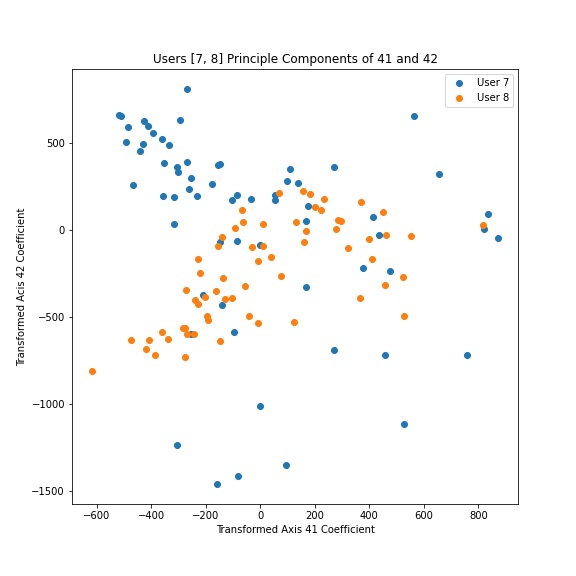 Users [7, 8] Principle Components of 41 and 42
User 7
User 8
Transformed Acis 42 Coefficient
500
0
−500
−1000
−1500
−600 −400 −200 0 200 400 600 800
Transformed Axis 41 Coefficient